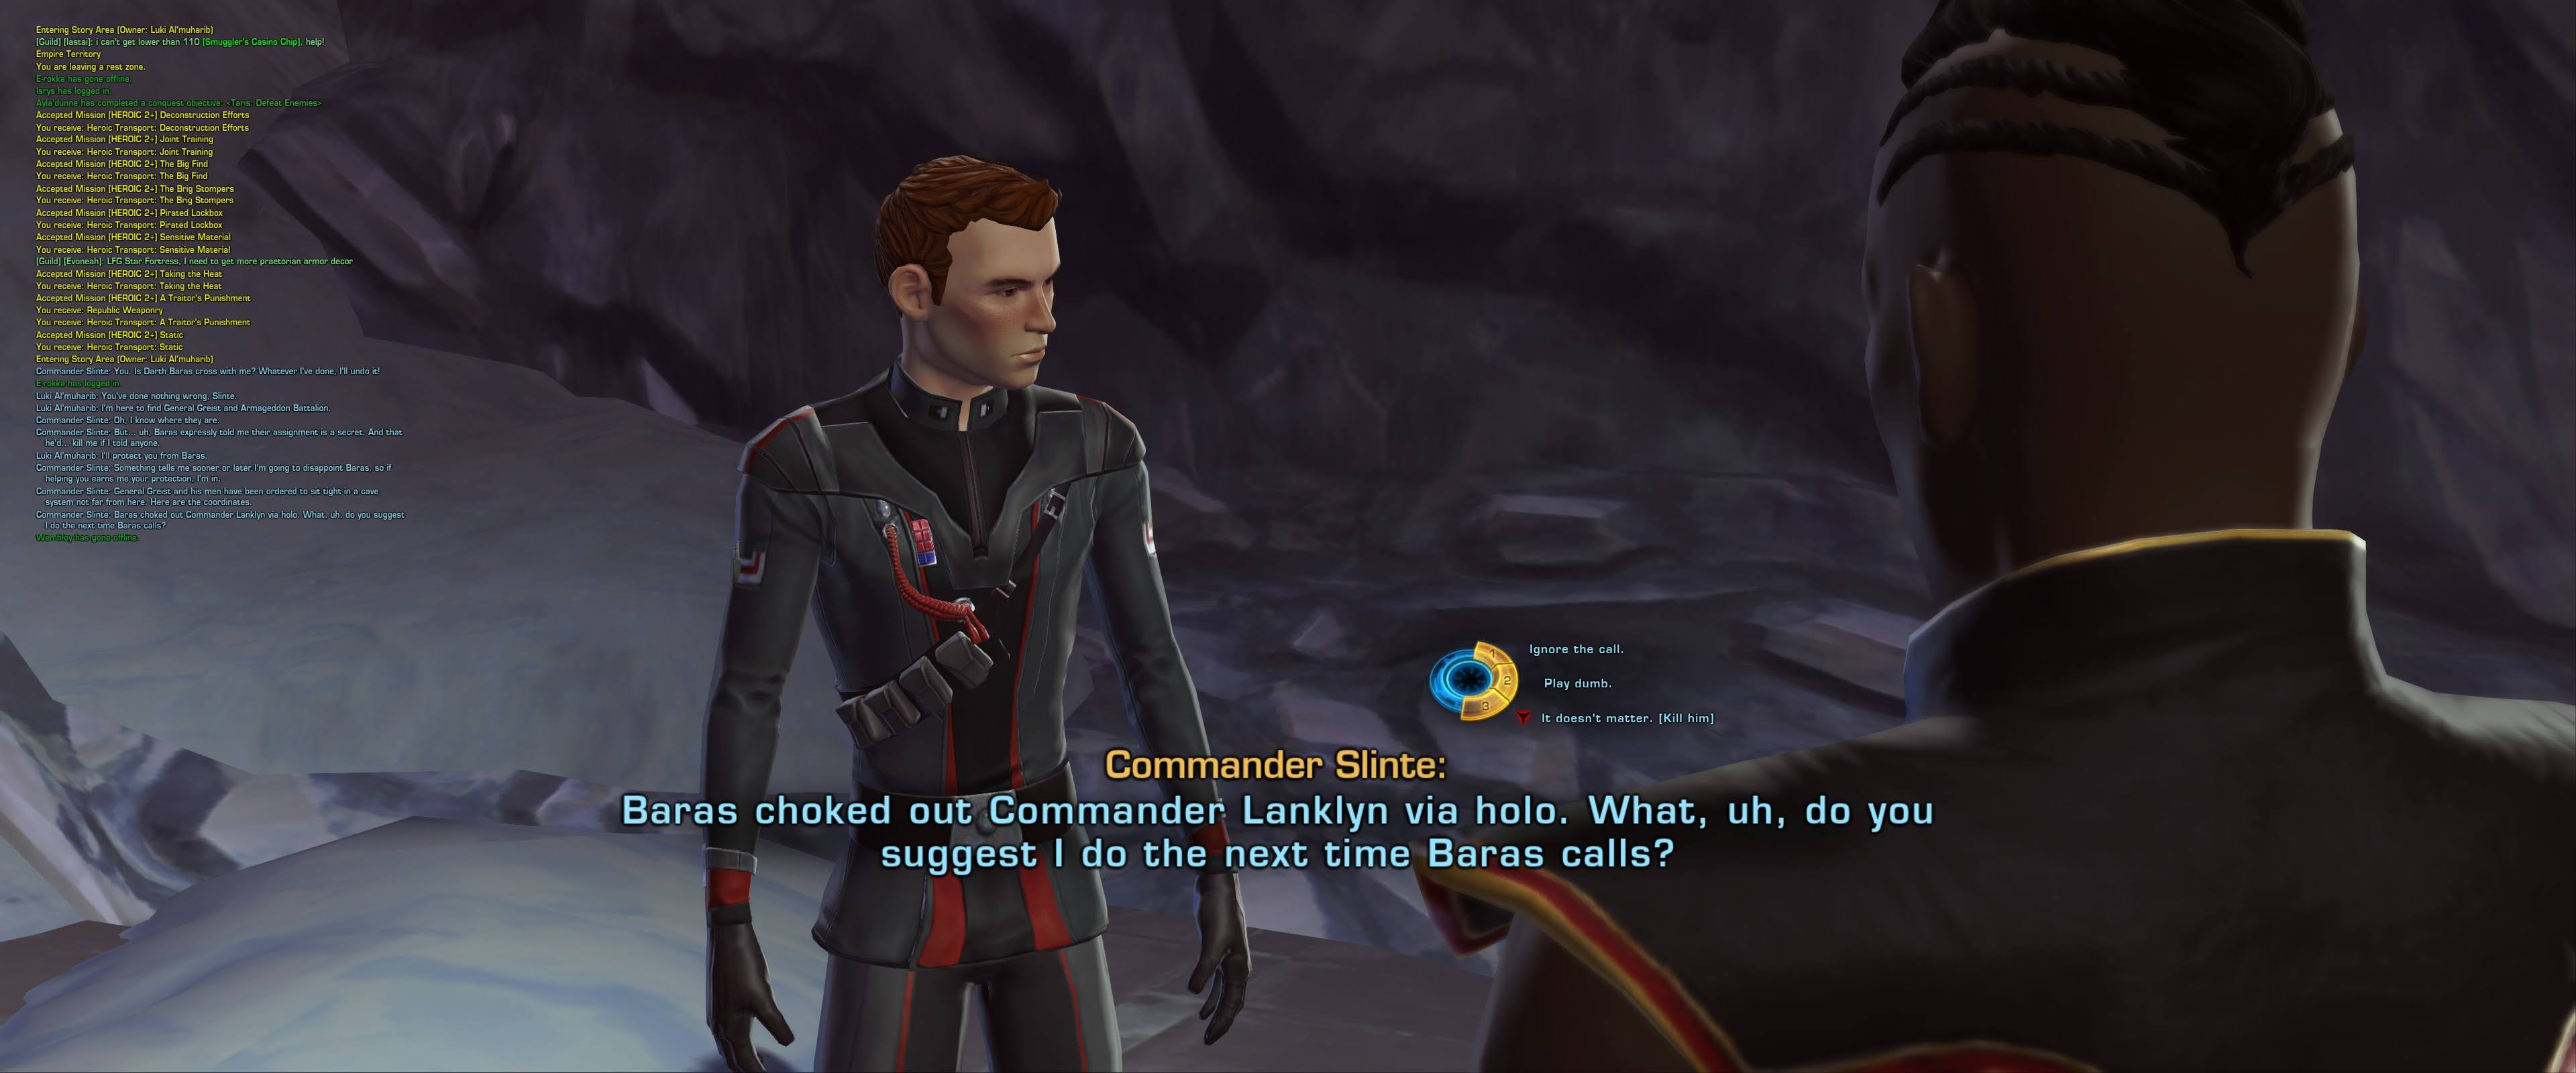 Entering Story Area (Owner: Luki Al'muharib)
[Guild] [Iastai]: i can't get lower than 110 [Smuggler's Casino Chip], help!
Empire Territory
You are leaving a rest zone.
E-rokka has gone offline.
Isrys has logged in.
Ayla'dunne has completed a conquest objective: <Taris: Defeat Enemies>
Accepted Mission [HEROIC 2+] Deconstruction Efforts
You receive: Heroic Transport: Deconstruction Efforts
Accepted Mission [HEROIC 2+] Joint Training
You receive: Heroic Transport: Joint Training
Accepted Mission [HEROIC 2+] The Big Find
You receive: Heroic Transport: The Big Find
Accepted Mission [HEROIC 2+] The Brig Stompers
You receive: Heroic Transport: The Brig Stompers
Accepted Mission [HEROIC 2+] Pirated Lockbox
You receive: Heroic Transport: Pirated Lockbox
Accepted Mission [HEROIC 2+] Sensitive Material
You receive: Heroic Transport: Sensitive Material
[Guild] [Evoneah]: LFG Star Fortress. I need to get more praetorian armor decor
Accepted Mission [HEROIC 2+] Taking the Heat
You receive: Heroic Transport: Taking the Heat
Accepted Mission [HEROIC 2+] A Traitor's Punishment
You receive: Republic Weaponry
You receive: Heroic Transport: A Traitor's Punishment
Accepted Mission [HEROIC 2+] Static
You receive: Heroic Transport: Static
Entering Story Area (Owner: Luki Al'muharib)
Commander Slinte: You. Is Darth Baras cross with me? Whatever I've done, I'll undo it!
E-rokka has logged in.
Luki Al'muharib: You've done nothing wrong, Slinte.
Luki Al'muharib: I'm here to find General Greist and Armageddon Battalion.
Commander Slinte: Oh, I know where they are.
Commander Slinte: But... uh, Baras expressly told me their assignment is a secret. And that
he'd... kill me if I told anyone.
Luki Al'muharib: I'll protect you from Baras.
Commander Slinte: Something tells me sooner or later I'm going to disappoint Baras, so if
helping you earns me your protection, I'm in.
Commander Slinte: General Greist and his men have been ordered to sit tight in a cave
system not far from here. Here are the coordinates.
Commander Slinte: Baras choked out Commander Lanklyn via holo. What, uh, do you suggest
I do the next time Baras calls?
Wembley has gone offline.
1 Ignore the call.
2 Play dumb.
3 It doesn't matter. [Kill him]
Commander Slinte:
Baras choked out Commander Lanklyn via holo. What, uh, do you
suggest I do the next time Baras calls?